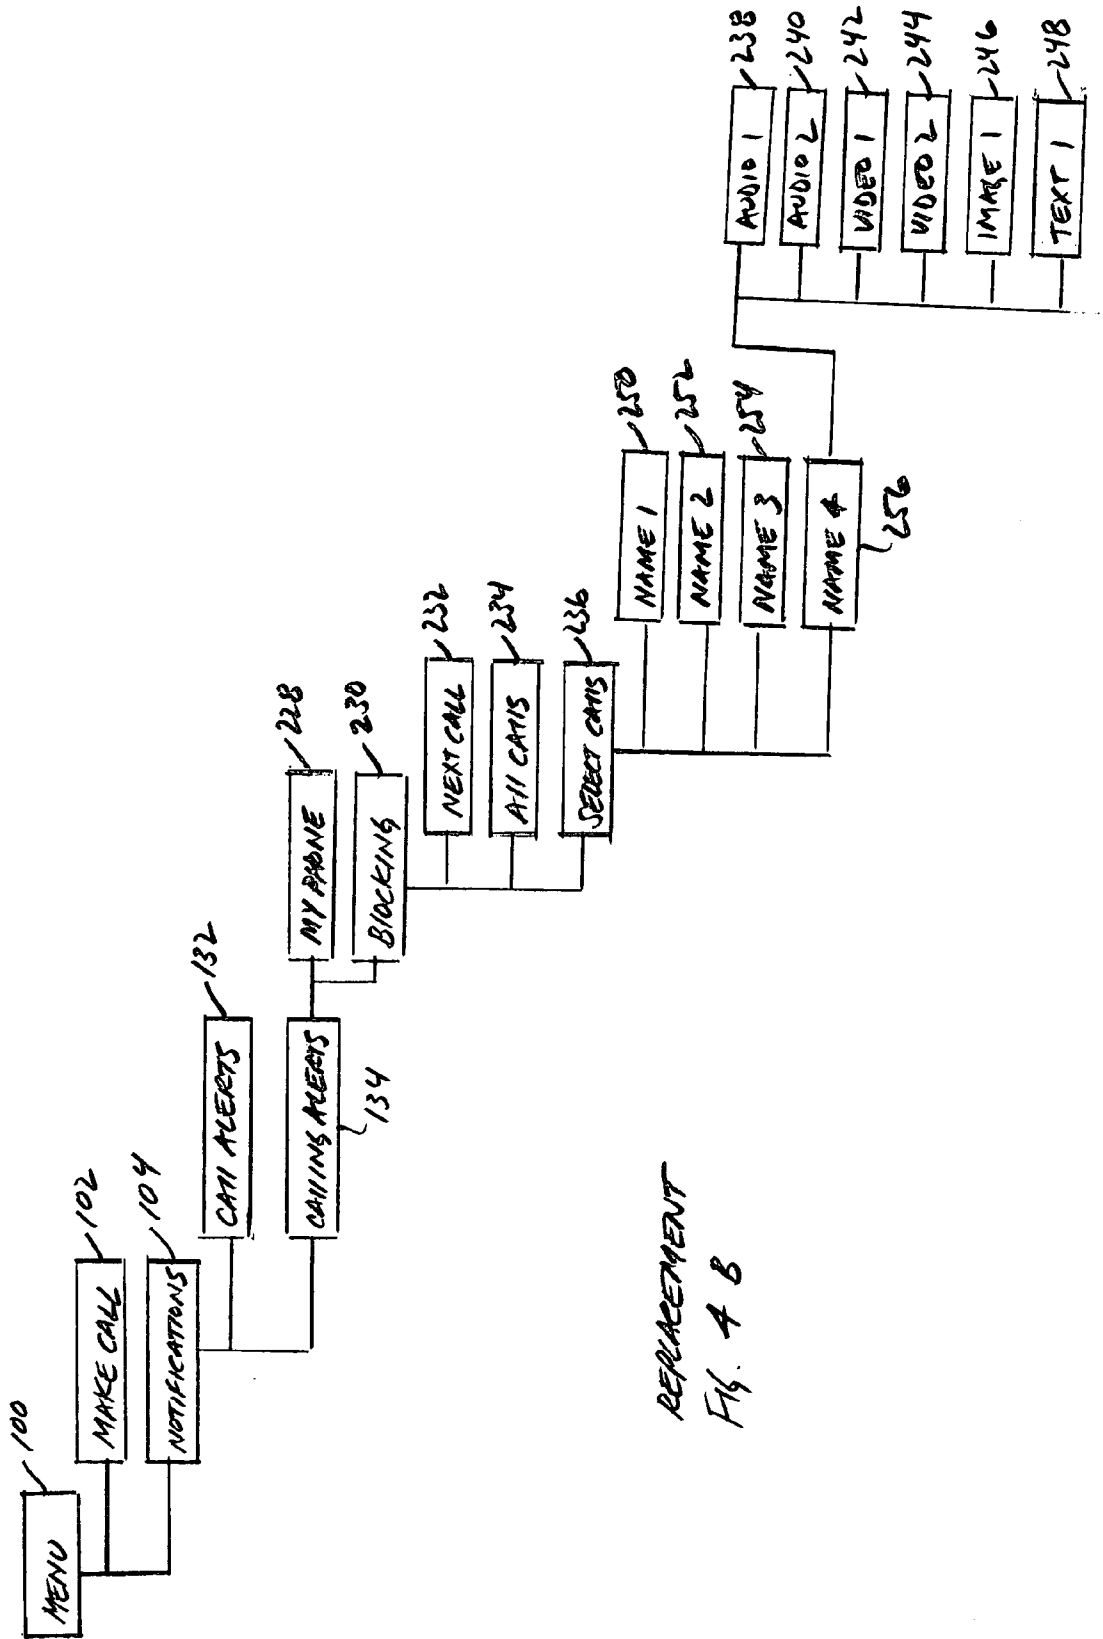 100
MENU
102
MAKE CALL
104
NOTIFICATIONS
132
CAll ALERTS
CAllING ALERTS
134
228
MY PHONE
230
BlOCKING
232
NEXT CALL
234
All CAllS
236
SELECT CAllS
250
NAME 1
252
NAME 2
254
NAME 3
NAME 4
256
238
AUDIO 1
240
AUDIO 2
242
VIDEO 1
244
VIDEO 2
246
IMAGE 1
248
TEXT 1
REPLACEMENT
FIG. 4 B